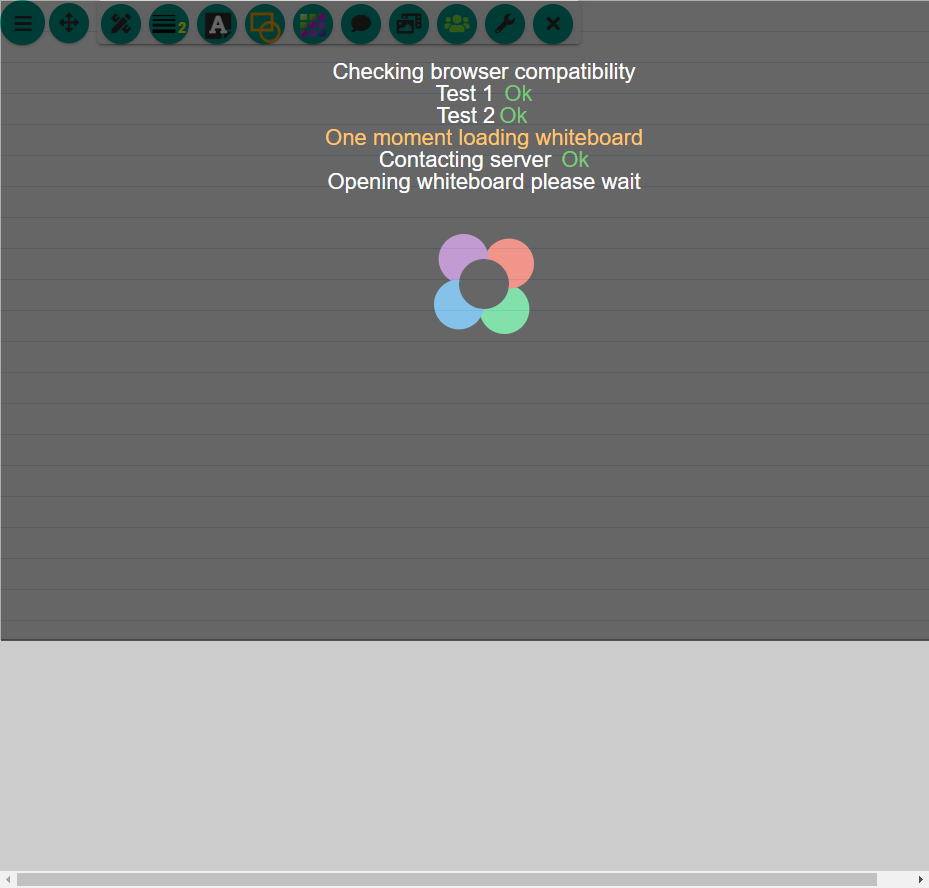 2
A
Checking browser compatibility
Test 1 Ok
Test 2 Ok
One moment loading whiteboard
Contacting server Ok
Opening whiteboard please wait